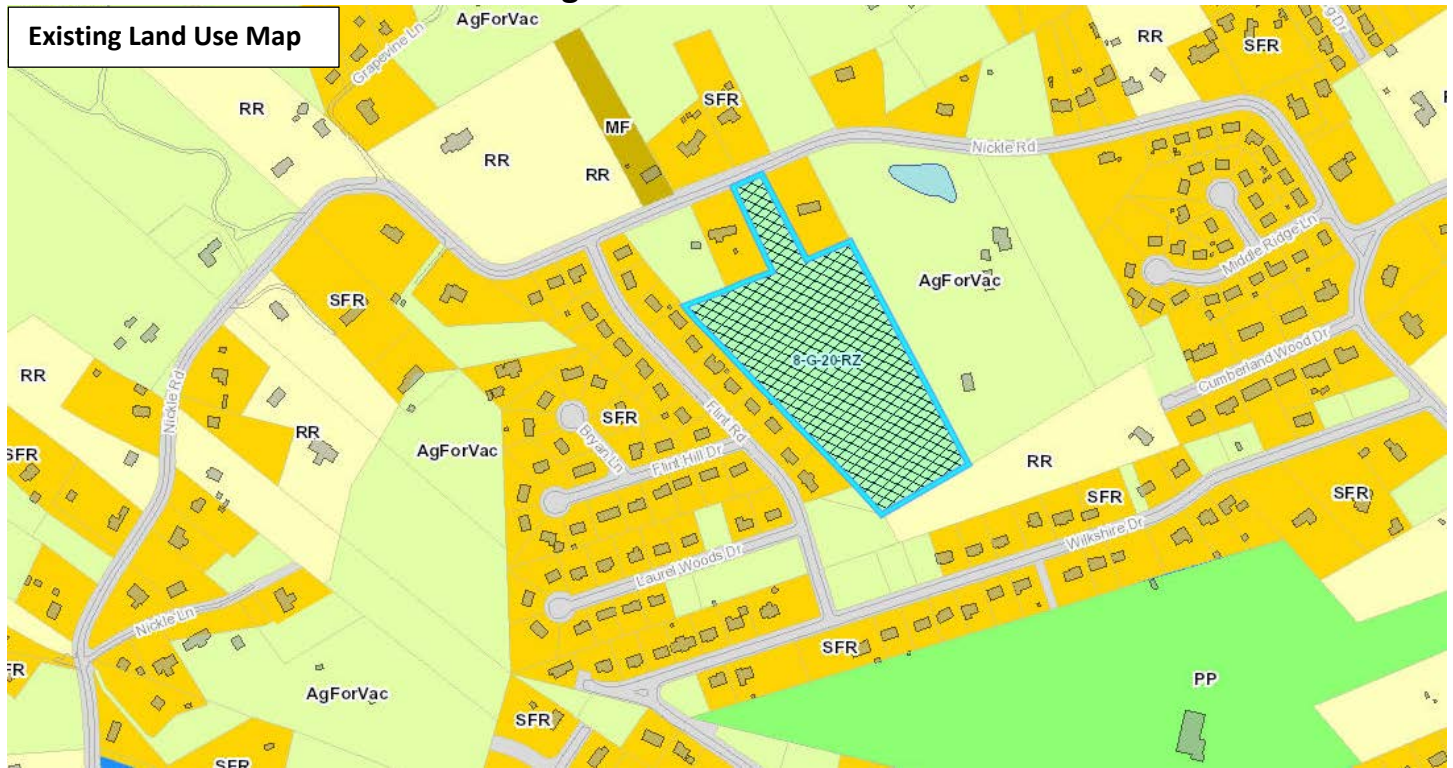 Existing Land Use Map
AgForVac
Grapevine Ln
RR
SFR
RR
SFR
MF
RR
RR
Nickle Rd
AgForVac
Middle Ridge Ln
SFR
8-G-20-RZ
Cumberland Wood Dr
RR
Nickle Rd
RR
SFR
AgForVac
SFR
Bryan Ln
Flint Rd
Flint Hill Dr
RR
SFR
SFR
Wilkshire Dr
Laurel Woods Dr
Nickle Ln
SFR
PP
AgForVac
SFR
SFR